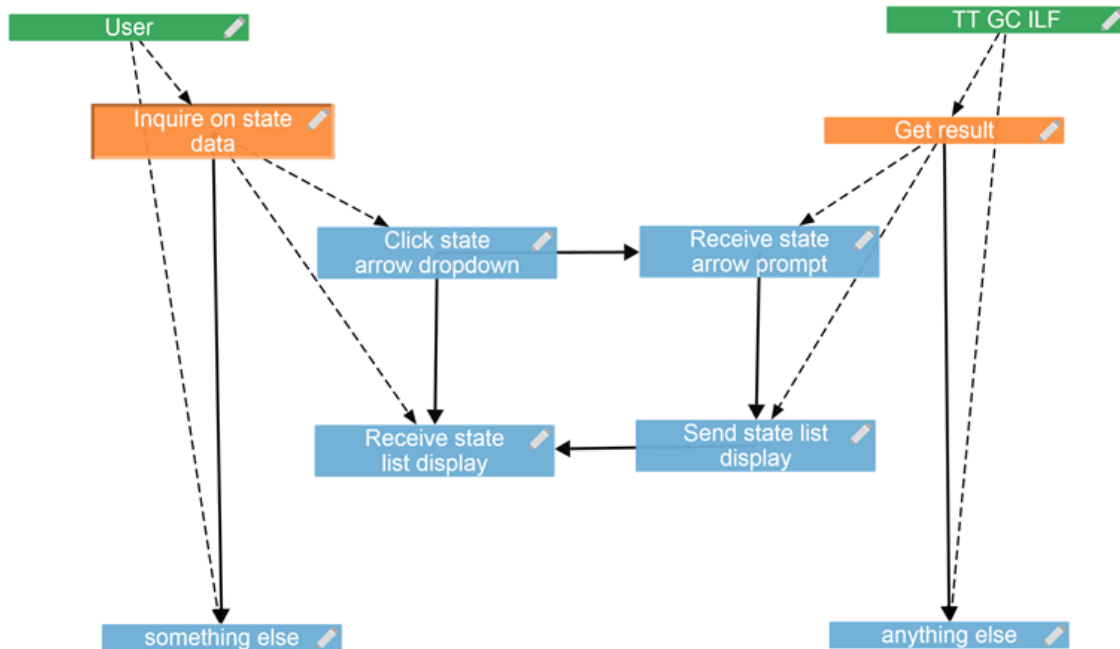 User
TT GC ILF
Inquire on state
data
Get result
Click state
arrow dropdown
Receive state
arrow prompt
Receive state
list display
Send state list
display
something else
anything else